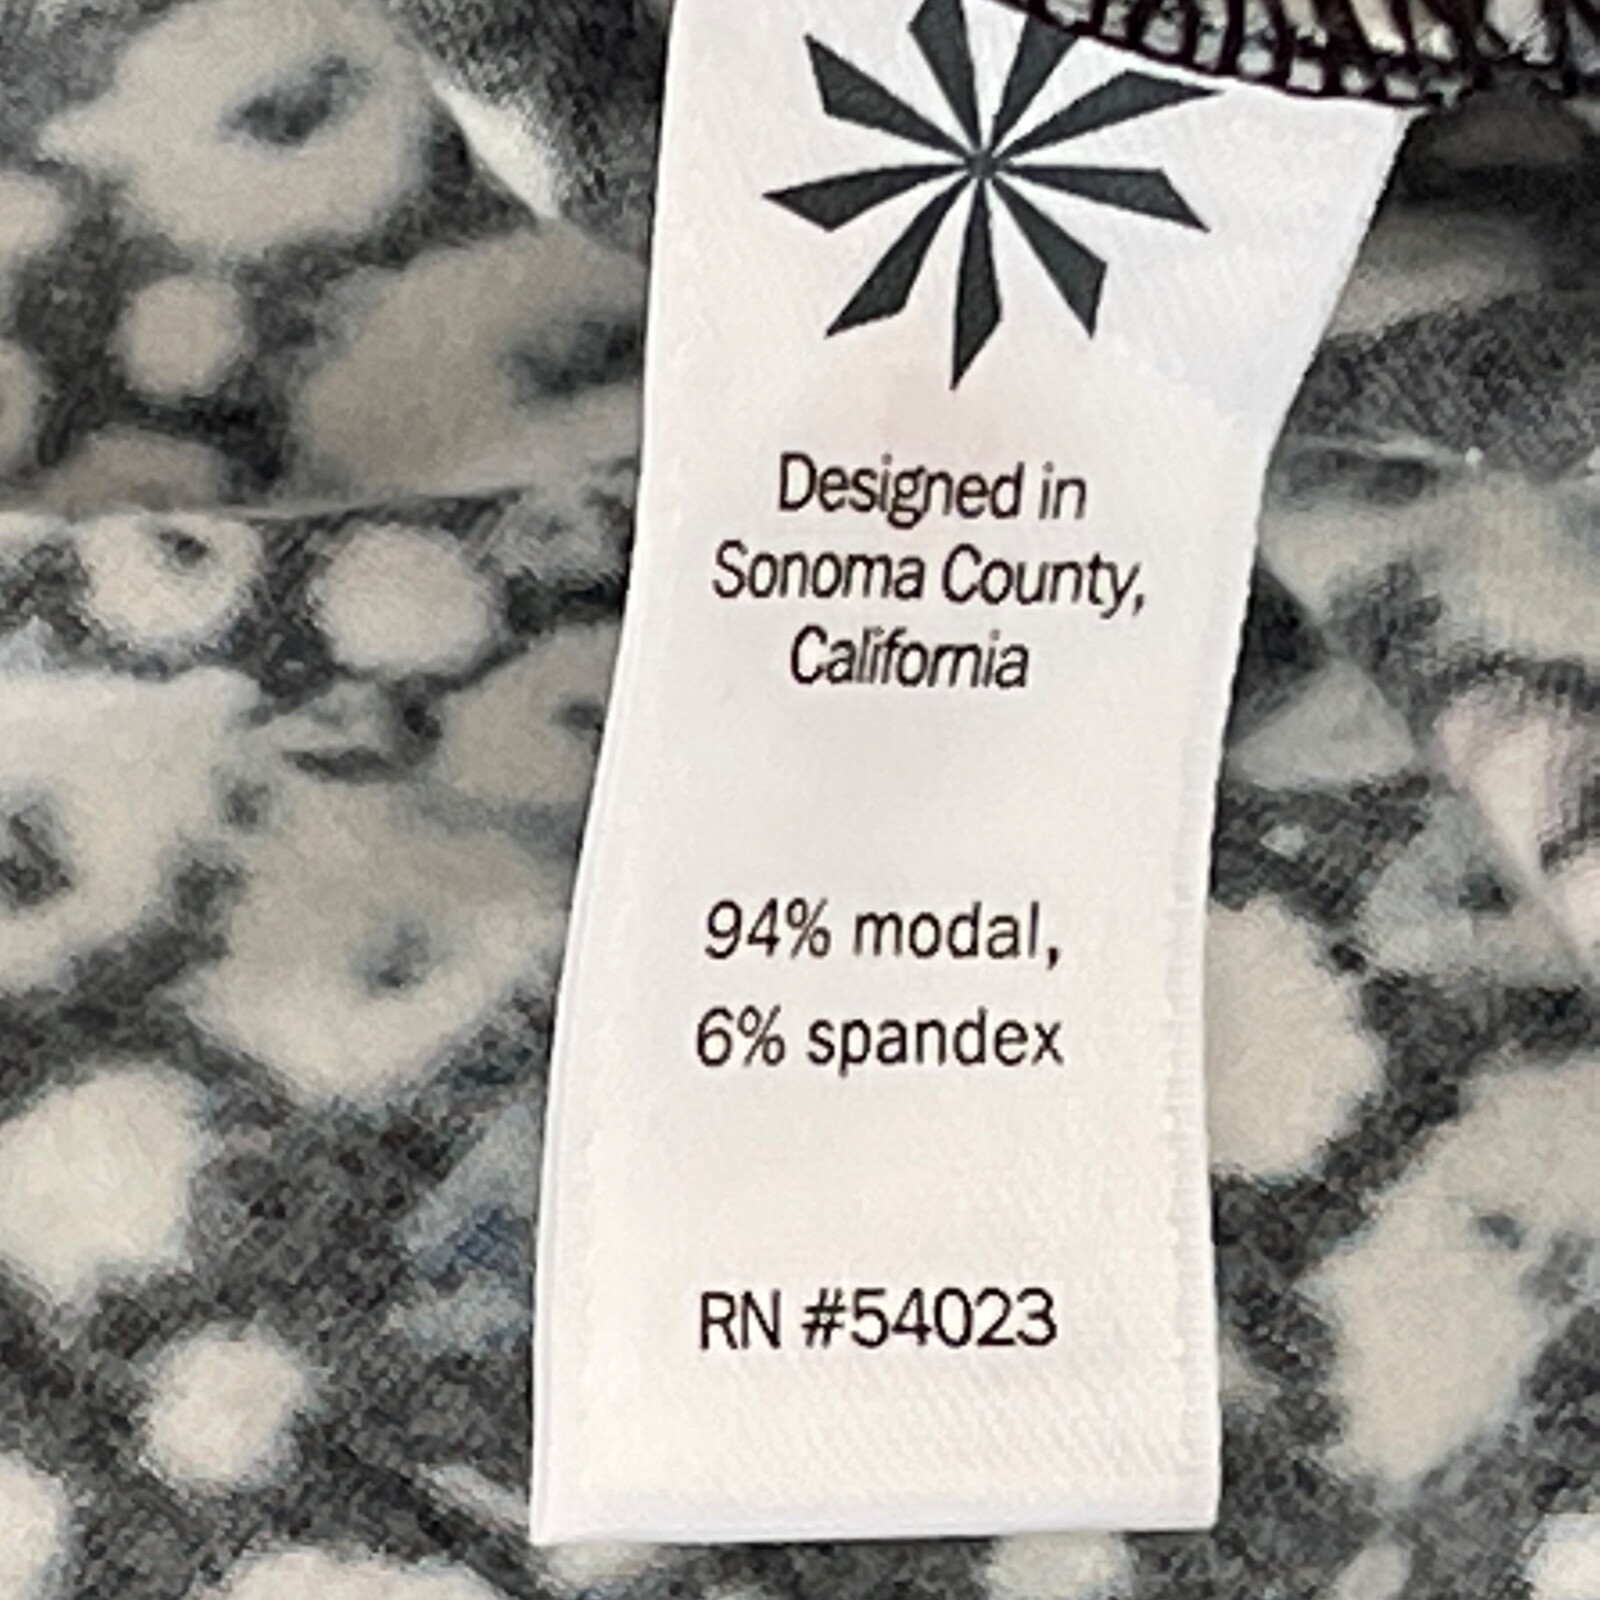 Designed in
Sonoma County,
California
94% modal,
6% spandex
RN #54023